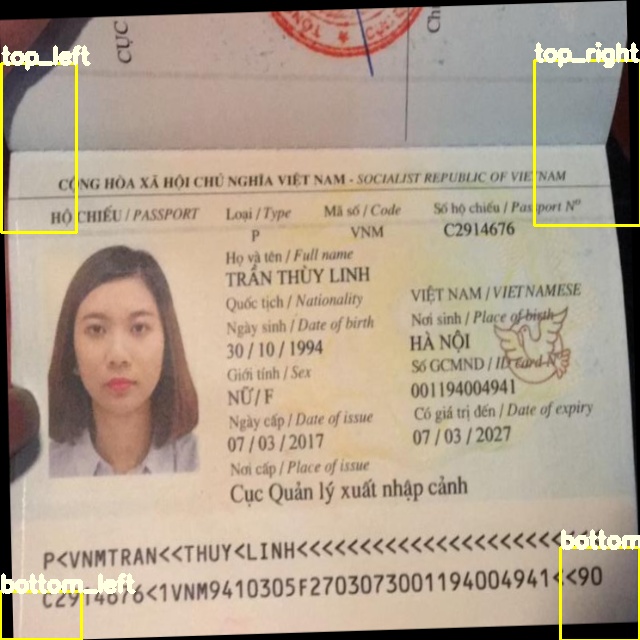 cục
Ch
top_left
top_right
CỘNG HÒA XÃ HỘI CHỦ NGHĨA VIỆT NAM - SOCIALIST REPUBLIC OF VIETNAM
HỘ CHIẾU / PASSPORT
Loại / Type
Mã số / Code
Số hộ chiếu / Passport Nº
P
VNM
C2914676
Họ và tên / Full name
TRẦN THÙY LINH
Quốc tịch / Nationality
VIỆT NAM / VIETNAMESE
Ngày sinh / Date of birth
Nơi sinh / Place of birth
30 / 10 / 1994
HÀ NỘI
Giới tính / Sex
Số GCMND / ID card Nº
NỮ / F
001194004941
Ngày cấp / Date of issue
Có giá trị đến / Date of expiry
07 / 03 / 2017
07 / 03 / 2027
Nơi cấp / Place of issue
Cục Quản lý xuất nhập cảnh
P<VNMTRAN<<THUY<LINH<<<<<<<<<<<<<<<<<<<<<<<<
bottom
bottom_left
C2914676<1VNM9410305F2703073001194004941<<90